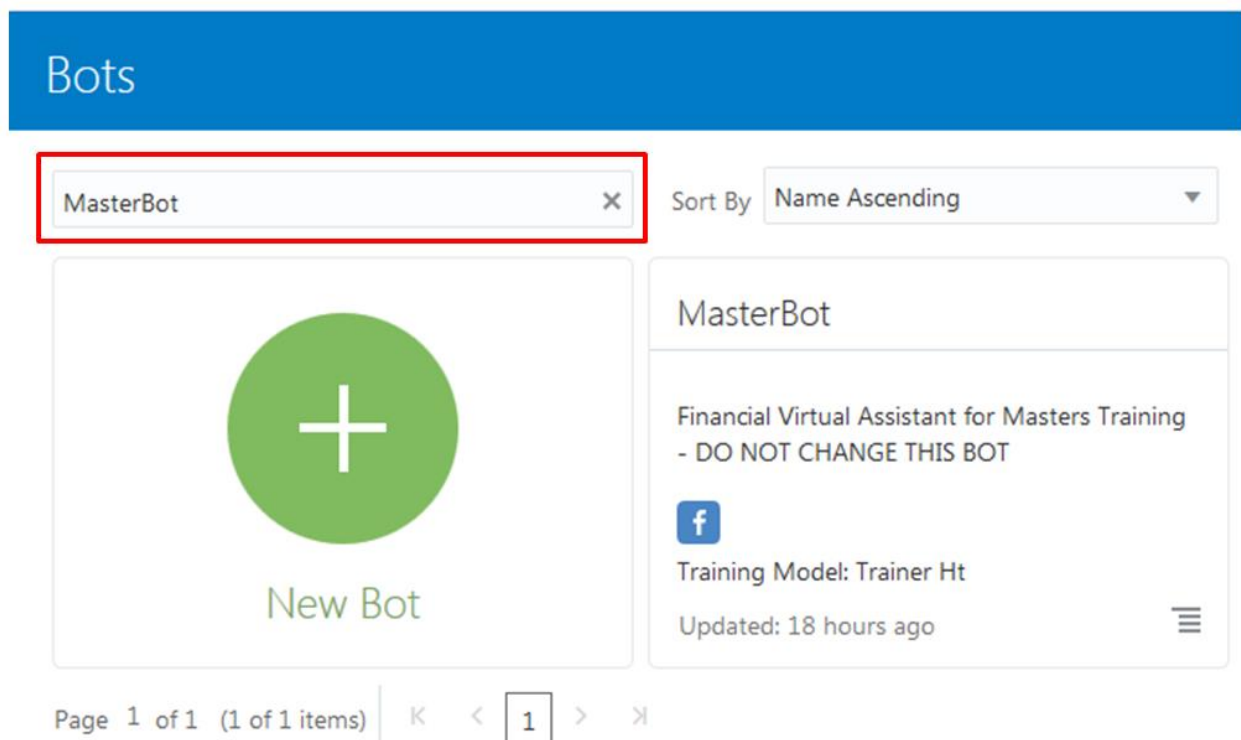 Bots
MasterBot
Sort By Name Ascending
MasterBot
Financial Virtual Assistant for Masters Training
- DO NOT CHANGE THIS BOT
f
Training Model: Trainer Ht
Updated: 18 hours ago
New Bot
Page 1 of 1 (1 of 1 items) K < 1 > >|